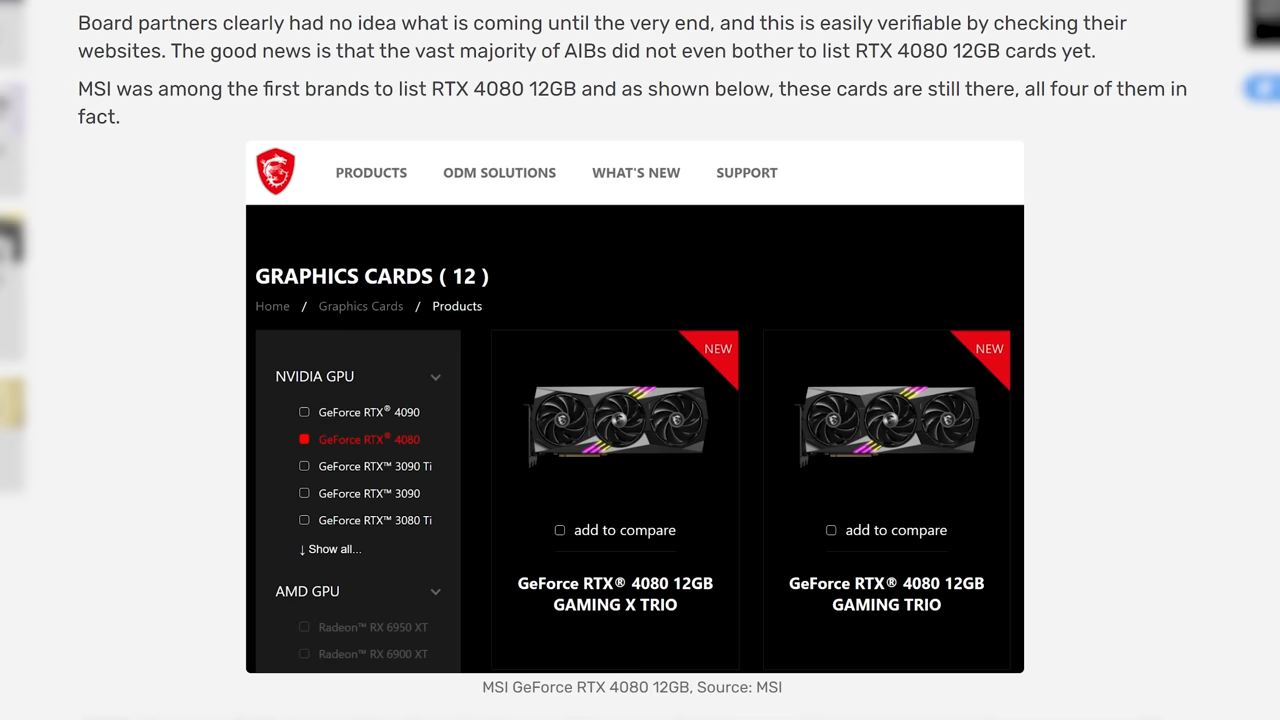 Board partners clearly had no idea what is coming until the very end, and this is easily verifiable by checking their
websites. The good news is that the vast majority of AIBs did not even bother to list RTX 4080 12GB cards yet.
MSI was among the first brands to list RTX 4080 12GB and as shown below, these cards are still there, all four of them in
fact.
PRODUCTS ODM SOLUTIONS WHAT'S NEW SUPPORT
GRAPHICS CARDS ( 12 )
Home / Graphics Cards / Products
NVIDIA GPU
GeForce RTX® 4090
GeForce RTX® 4080
GeForce RTX™ 3090 Ti
GeForce RTX™ 3090
GeForce RTX™ 3080 Ti
↓ Show all...
AMD GPU
Radeon™ RX 6950 XT
Radeon™ RX 6900 XT
NEW
add to compare
GeForce RTX® 4080 12GB
GAMING X TRIO
NEW
add to compare
GeForce RTX® 4080 12GB
GAMING TRIO
MSI GeForce RTX 4080 12GB, Source: MSI